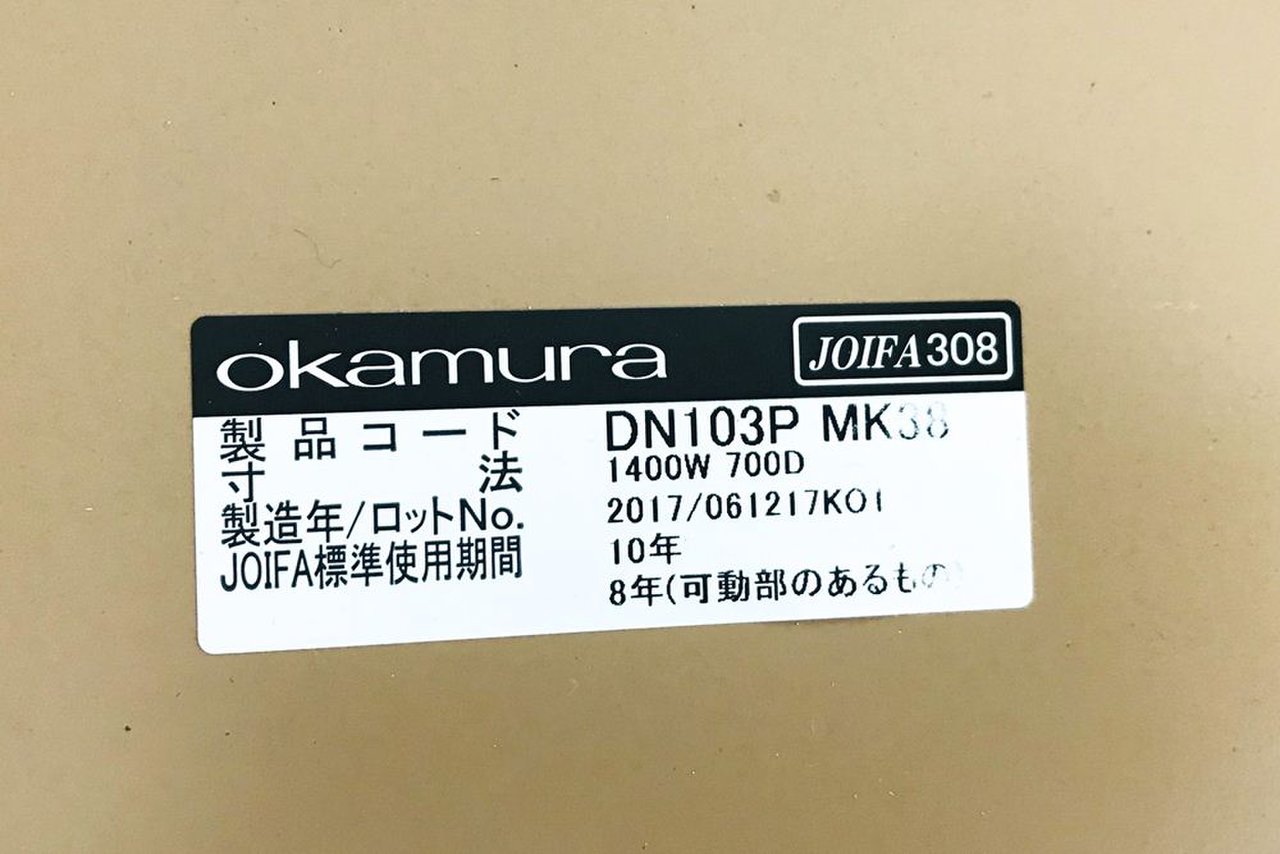 okamura JOIFA308
製品コード DN103P MK38
寸法 1400W 700D
製造年/ロットNo. 2017/061217K01
JOIFA標準使用期間 10年
8年(可動部のあるもの)